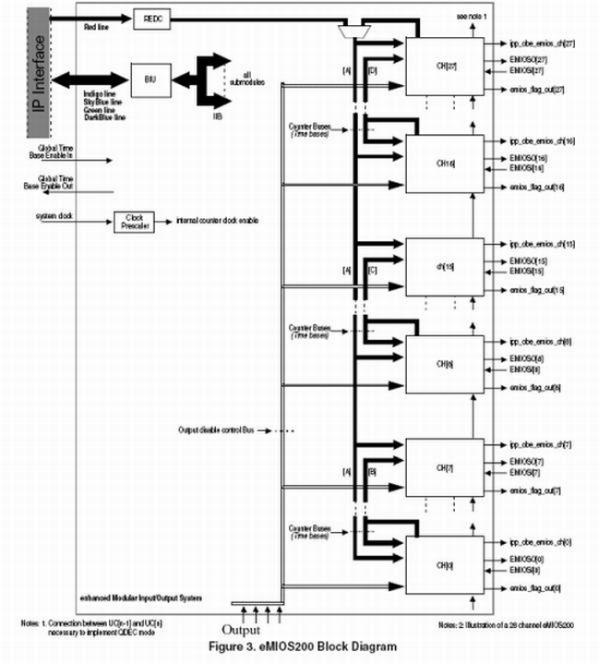 see note 1
REDC
Red line
IP Interface
BIU
all
submodules
IIB
Indigo line
SkyBlue line
Green line
DarkBlue line
Global Time
Base Enable In
Global Time
Base Enable Out
system clock
Clock
Prescaler
internal counter clock enable
[A]
[D]
CH[27]
ipp_obe_emios_ch[27]
EMIOSO[27]
EMIOSI[27]
emios_flag_out[27]
Counter Buses
(Time bases)
CH[16]
ipp_obe_emios_ch[16]
EMIOSO[16]
EMIOSI[16]
emios_flag_out[16]
[A]
[C]
ch[15]
ipp_obe_emios_ch[15]
EMIOSO[15]
EMIOSI[15]
emios_flag_out[15]
Counter Buses
(Time bases)
CH[8]
ipp_obe_emios_ch[8]
EMIOSO[8]
EMIOSI[8]
emios_flag_out[8]
Output disable control Bus
[A]
[B]
CH[7]
ipp_obe_emios_ch[7]
EMIOSO[7]
EMIOSI[7]
emios_flag_out[7]
Counter Buses
(Time bases)
CH[0]
ipp_obe_emios_ch[0]
EMIOSO[0]
EMIOSI[0]
emios_flag_out[0]
enhanced Modular Input/Output System
Output
Notes: 1. Connection between UC[n-1] and UC[n]
necessary to implement QDEC mode
Notes: 2: Illustration of a 28 channel eMIOS200
Figure 3. eMIOS200 Block Diagram